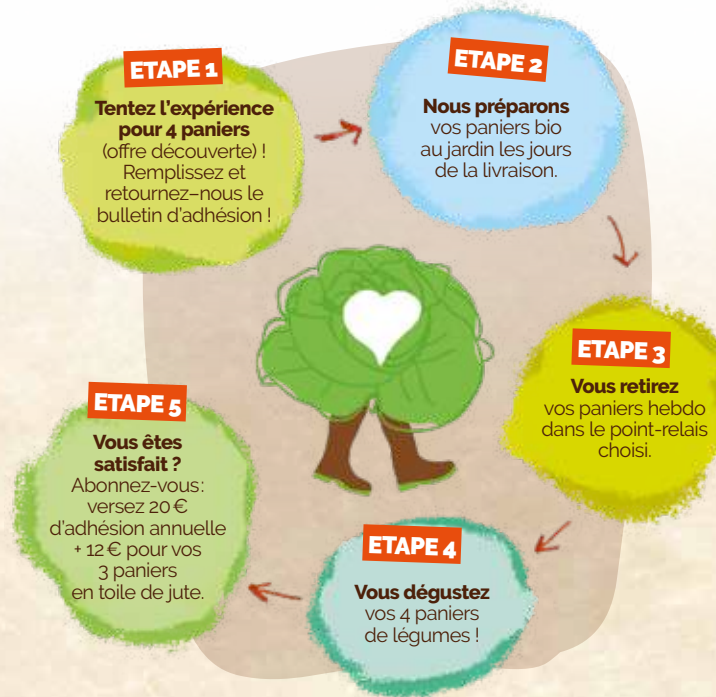 ETAPE 1
Tentez l'expérience
pour 4 paniers
(offre découverte) !
Remplissez et
retournez-nous le
bulletin d'adhésion !
ETAPE 2
Nous préparons
vos paniers bio
au jardin les jours
de la livraison.
ETAPE 3
Vous retirez
vos paniers hebdo
dans le point-relais
choisi.
ETAPE 4
Vous dégustez
vos 4 paniers
de légumes !
ETAPE 5
Vous êtes
satisfait ?
Abonnez-vous :
versez 20 €
d'adhésion annuelle
+ 12 € pour vos
3 paniers
en toile de jute.